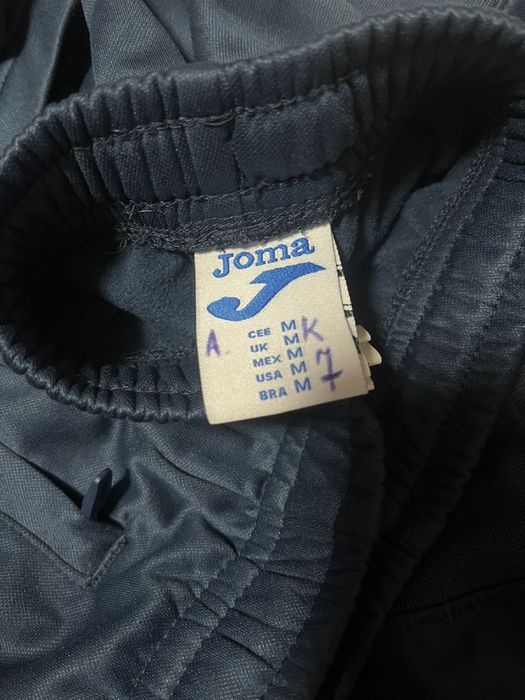 Joma
CEE M K
A. UK M
MEX M
USA M 7
BRA M